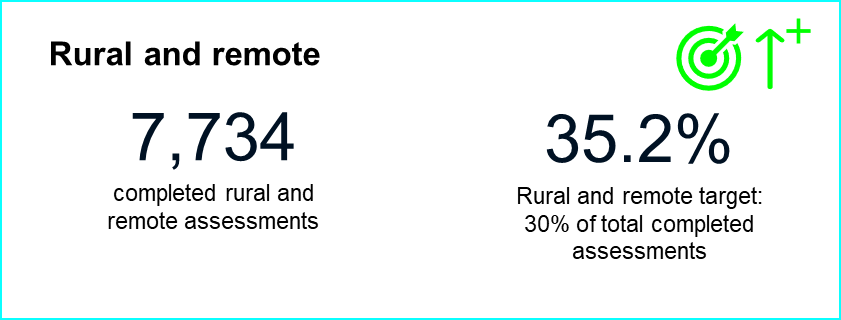 Rural and remote
7,734
completed rural and
remote assessments
35.2%
Rural and remote target:
30% of total completed
assessments